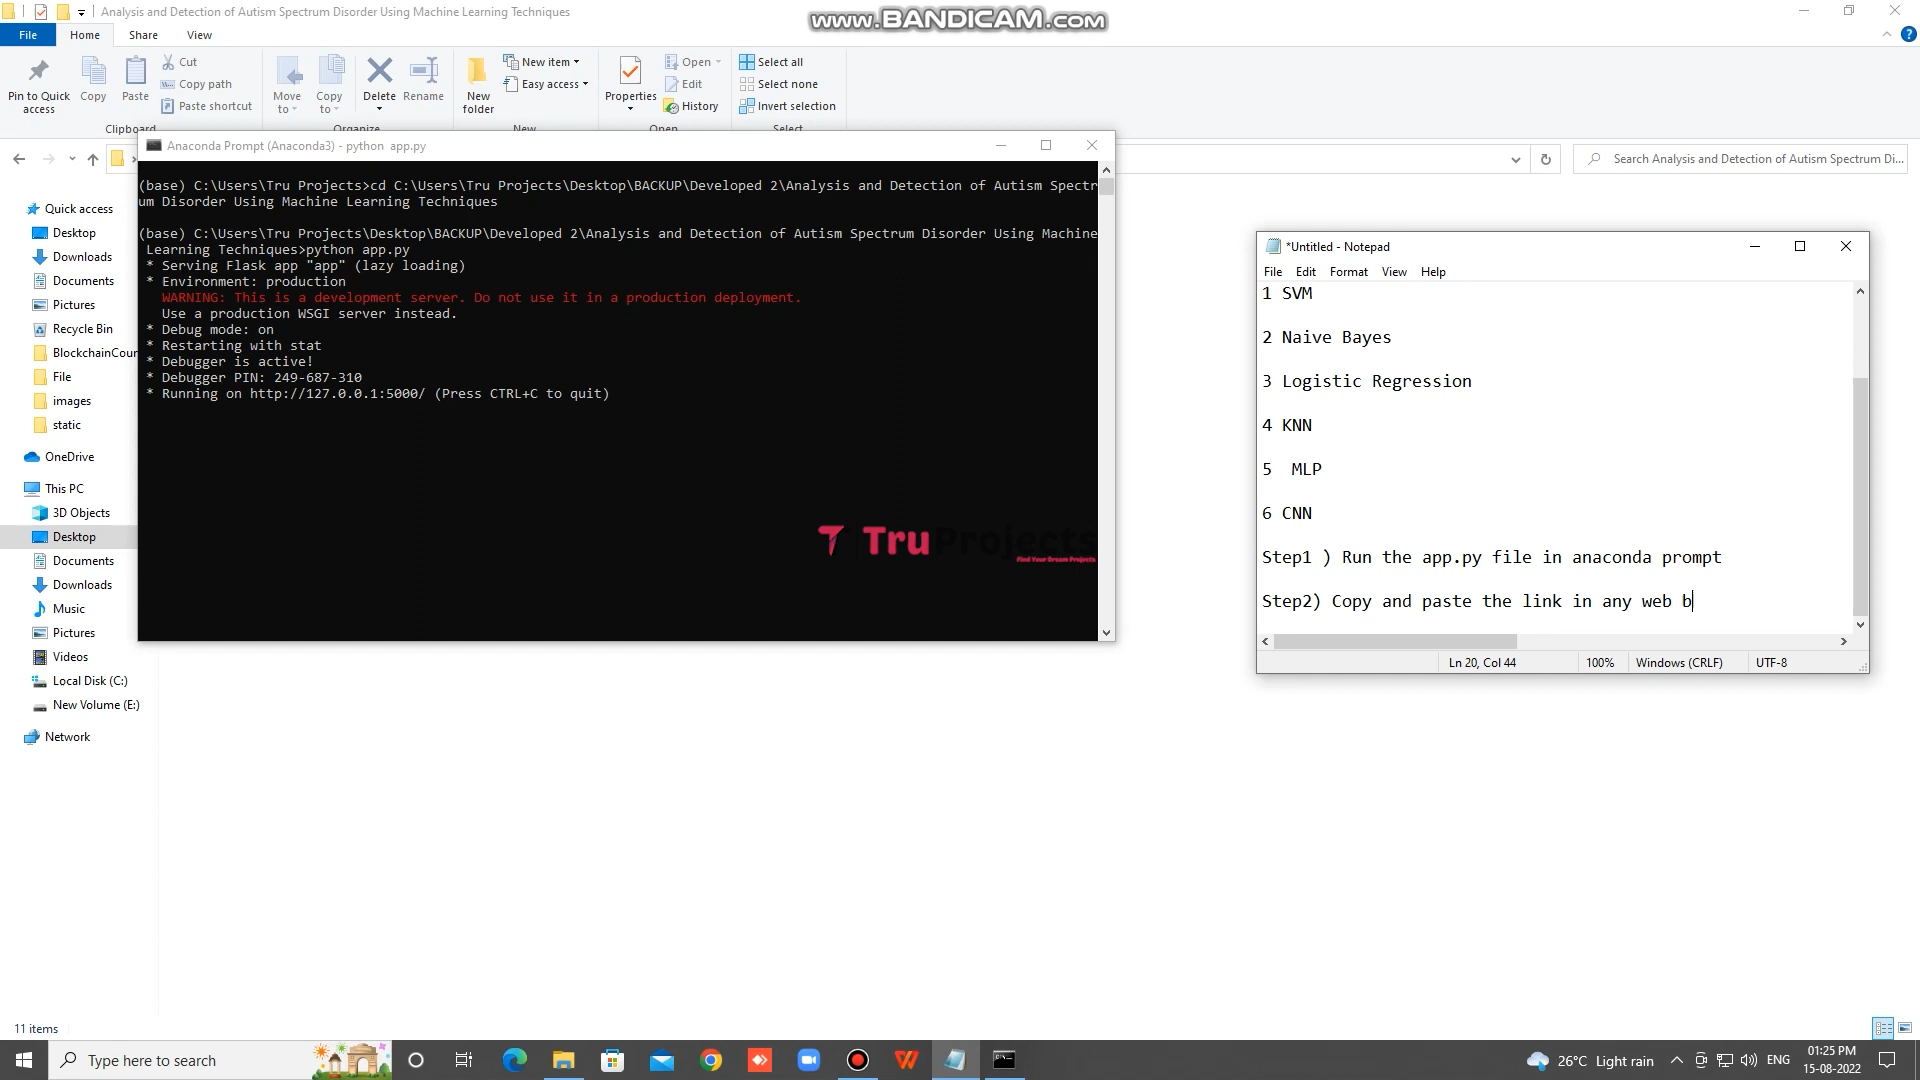 Analysis and Detection of Autism Spectrum Disorder Using Machine Learning Techniques
www.BANDICAM.com
File Home Share View
Pin to Quick access
Copy
Paste
Cut
Copy path
Paste shortcut
Clipboard
Move to
Copy to
Delete
Rename
Organize
New folder
New item
Easy access
New
Properties
Open
Edit
History
Open
Select all
Select none
Invert selection
Select
Search Analysis and Detection of Autism Spectrum Di...
Quick access
Desktop
Downloads
Documents
Pictures
Recycle Bin
BlockchainCour
File
images
static
OneDrive
This PC
3D Objects
Desktop
Documents
Downloads
Music
Pictures
Videos
Local Disk (C:)
New Volume (E:)
Network
Anaconda Prompt (Anaconda3) - python  app.py
(base) C:\Users\Tru Projects>cd C:\Users\Tru Projects\Desktop\BACKUP\Developed 2\Analysis and Detection of Autism Spectr
um Disorder Using Machine Learning Techniques
(base) C:\Users\Tru Projects\Desktop\BACKUP\Developed 2\Analysis and Detection of Autism Spectrum Disorder Using Machine
Learning Techniques>python app.py
* Serving Flask app "app" (lazy loading)
* Environment: production
WARNING: This is a development server. Do not use it in a production deployment.
Use a production WSGI server instead.
* Debug mode: on
* Restarting with stat
* Debugger is active!
* Debugger PIN: 249-687-310
* Running on http://127.0.0.1:5000/ (Press CTRL+C to quit)
TruProjects
Find Your Dream Projects
*Untitled - Notepad
File Edit Format View Help
1 SVM
2 Naive Bayes
3 Logistic Regression
4 KNN
5  MLP
6 CNN
Step1 ) Run the app.py file in anaconda prompt
Step2) Copy and paste the link in any web b
Ln 20, Col 44 100% Windows (CRLF) UTF-8
11 items
Type here to search
26°C Light rain
ENG
01:25 PM
15-08-2022